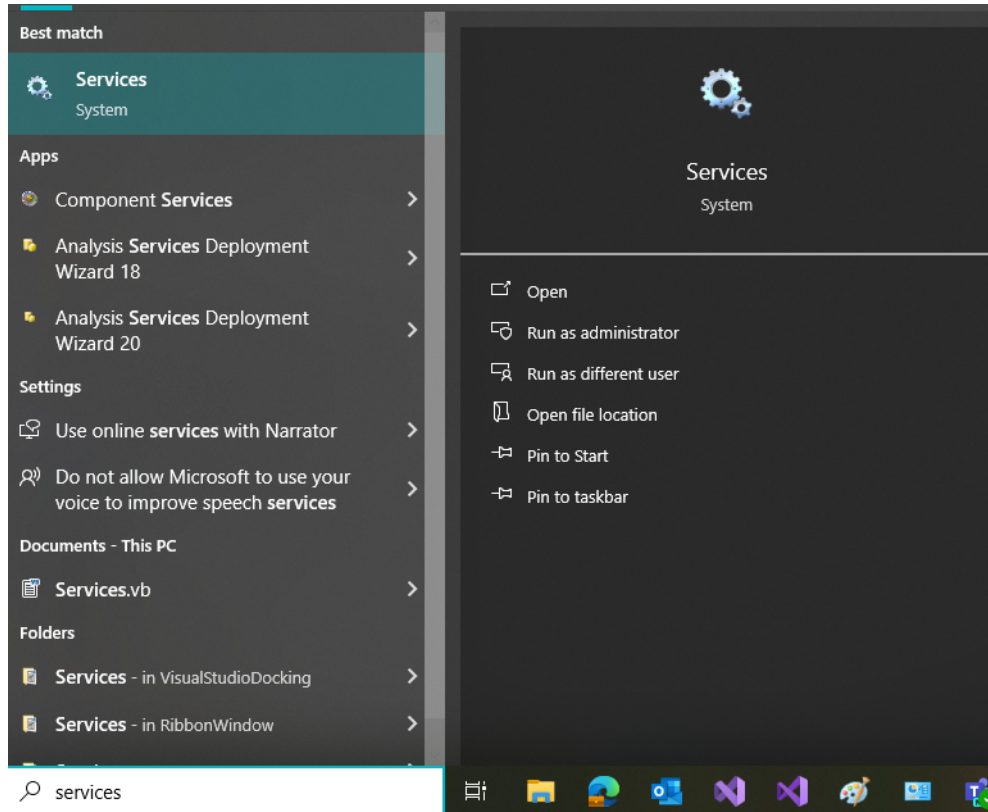 Best match
Services
System
Apps
Component Services
Analysis Services Deployment
Wizard 18
Analysis Services Deployment
Wizard 20
Settings
Use online services with Narrator
Do not allow Microsoft to use your
voice to improve speech services
Documents - This PC
Services.vb
Folders
Services - in VisualStudioDocking
Services - in RibbonWindow
services
Services
System
Open
Run as administrator
Run as different user
Open file location
Pin to Start
Pin to taskbar